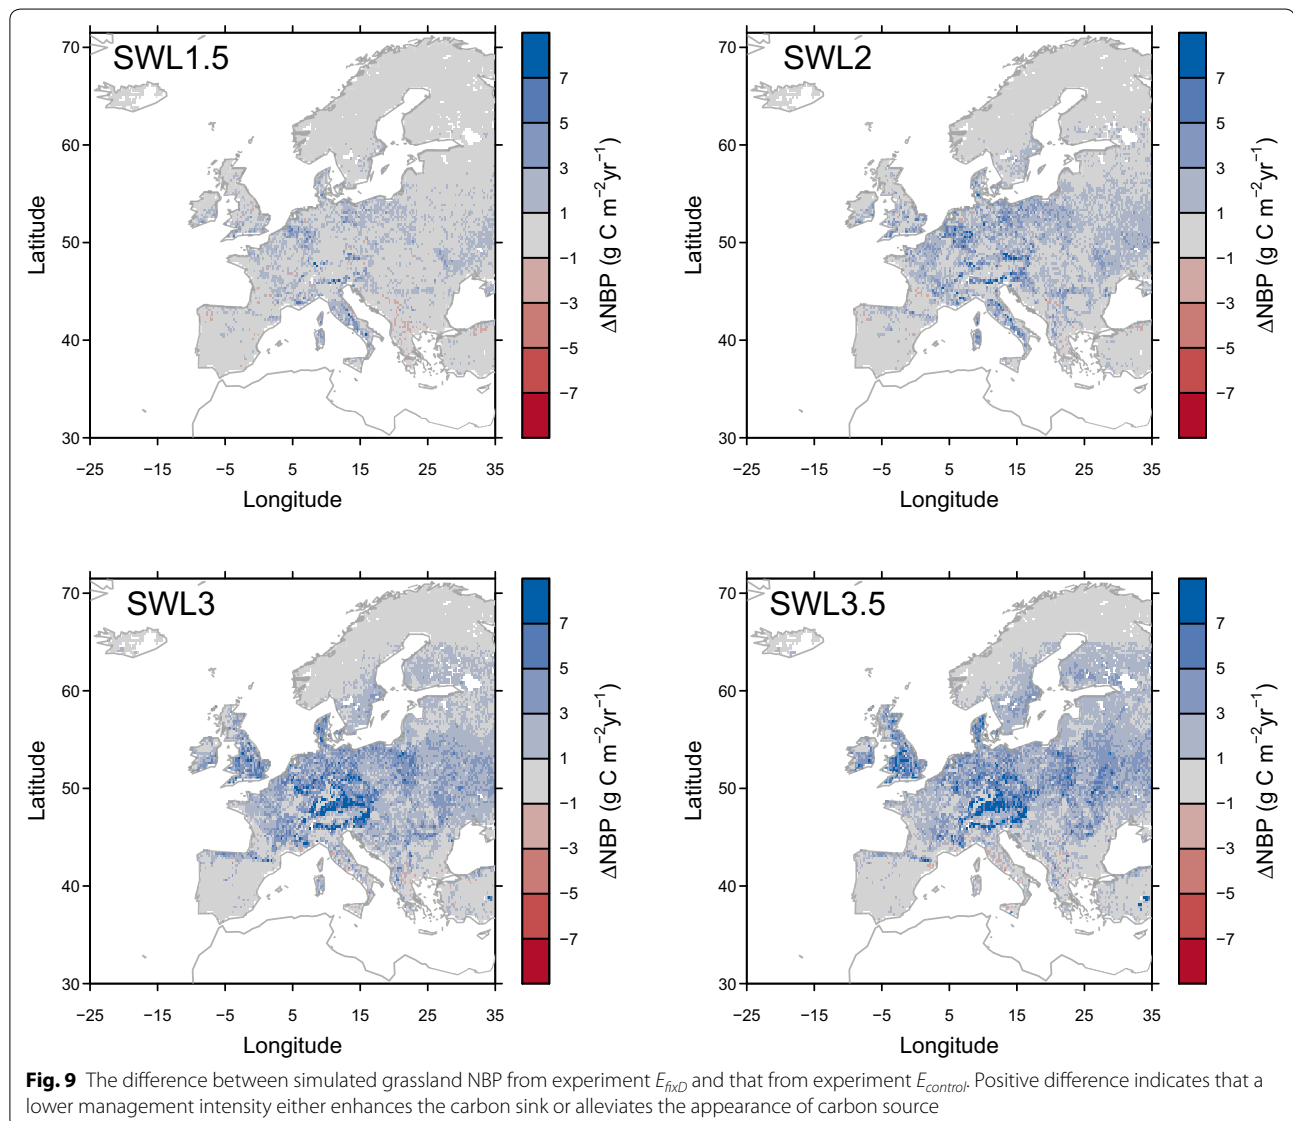 SWL1.5
70
60
50
40
30
Latitude
−25 −15 −5 5 15 25 35
Longitude
7
5
3
1
−1
−3
−5
−7
ΔNBP (g C m−2yr−1)
SWL2
70
60
50
40
30
Latitude
−25 −15 −5 5 15 25 35
Longitude
7
5
3
1
−1
−3
−5
−7
ΔNBP (g C m−2yr−1)
SWL3
70
60
50
40
30
Latitude
−25 −15 −5 5 15 25 35
Longitude
7
5
3
1
−1
−3
−5
−7
ΔNBP (g C m−2yr−1)
SWL3.5
70
60
50
40
30
Latitude
−25 −15 −5 5 15 25 35
Longitude
7
5
3
1
−1
−3
−5
−7
ΔNBP (g C m−2yr−1)
Fig. 9 The difference between simulated grassland NBP from experiment EfixD and that from experiment Econtrol. Positive difference indicates that a
lower management intensity either enhances the carbon sink or alleviates the appearance of carbon source